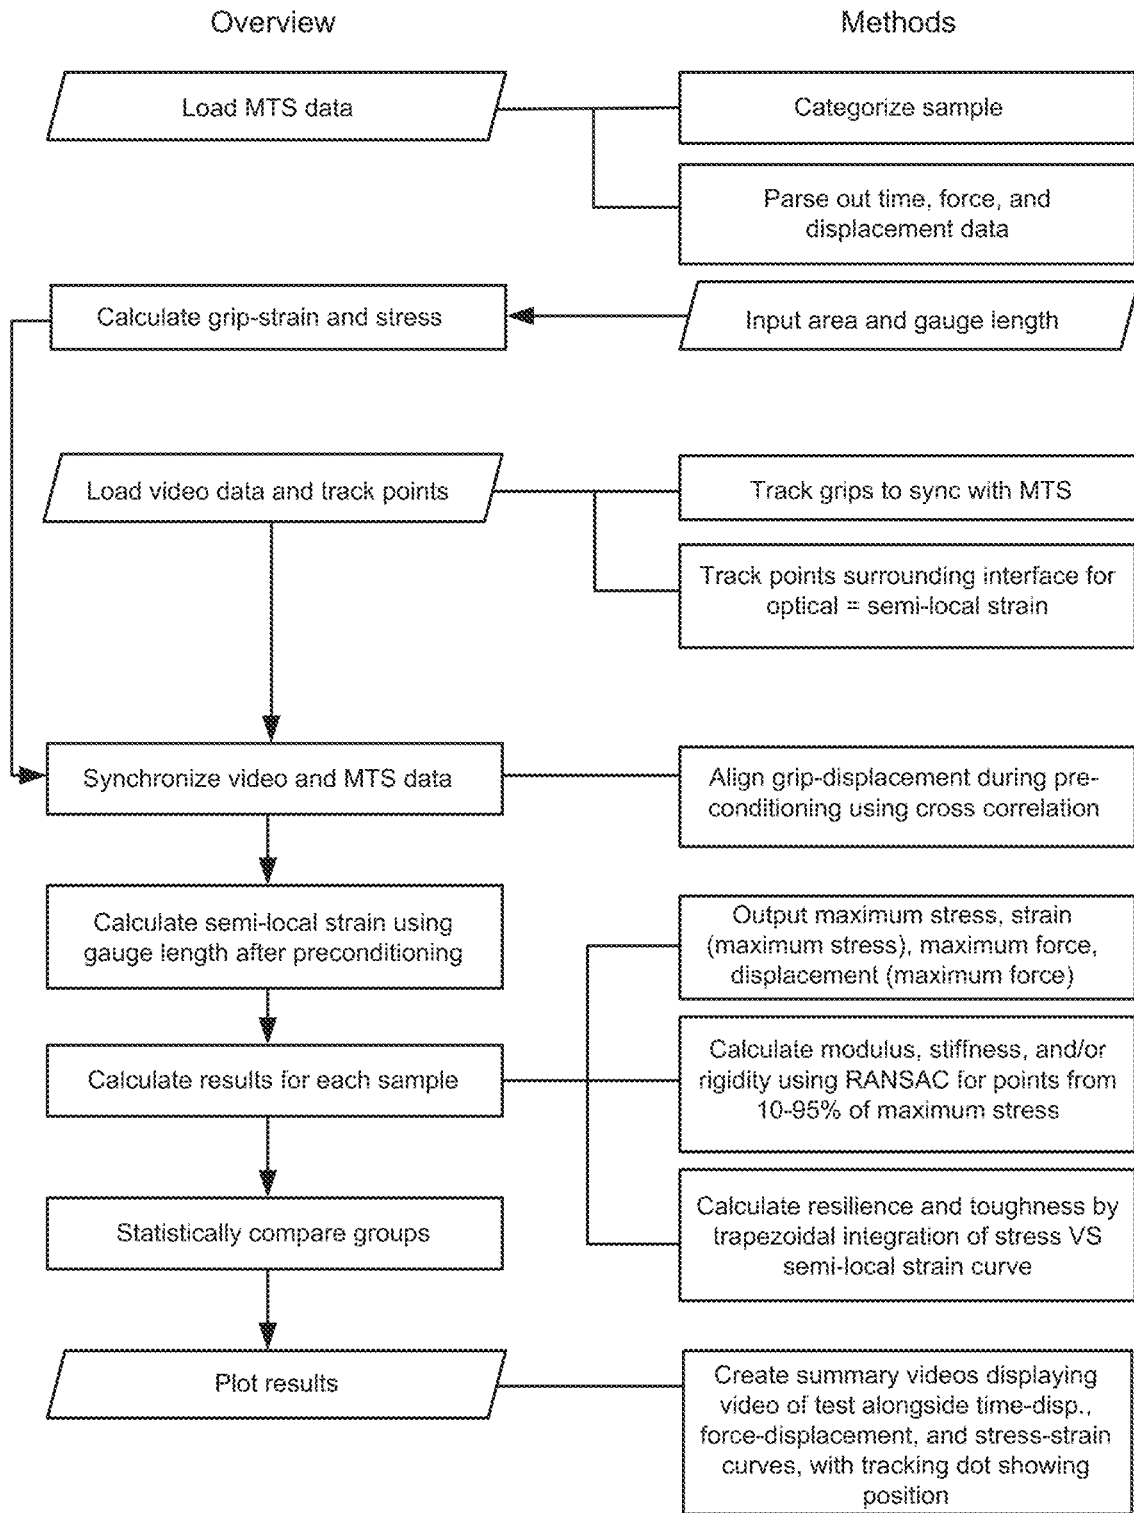 Overview
Methods
Load MTS data
Categorize sample
Parse out time, force, and
displacement data
Calculate grip-strain and stress
Input area and gauge length
Load video data and track points
Track grips to sync with MTS
Track points surrounding interface for
optical = semi-local strain
Synchronize video and MTS data
Align grip-displacement during pre-
conditioning using cross correlation
Calculate semi-local strain using
gauge length after preconditioning
Output maximum stress, strain
(maximum stress), maximum force,
displacement (maximum force)
Calculate results for each sample
Calculate modulus, stiffness, and/or
rigidity using RANSAC for points from
10-95% of maximum stress
Statistically compare groups
Calculate resilience and toughness by
trapezoidal integration of stress VS
semi-local strain curve
Plot results
Create summary videos displaying
video of test alongside time-disp.,
force-displacement, and stress-strain
curves, with tracking dot showing
position